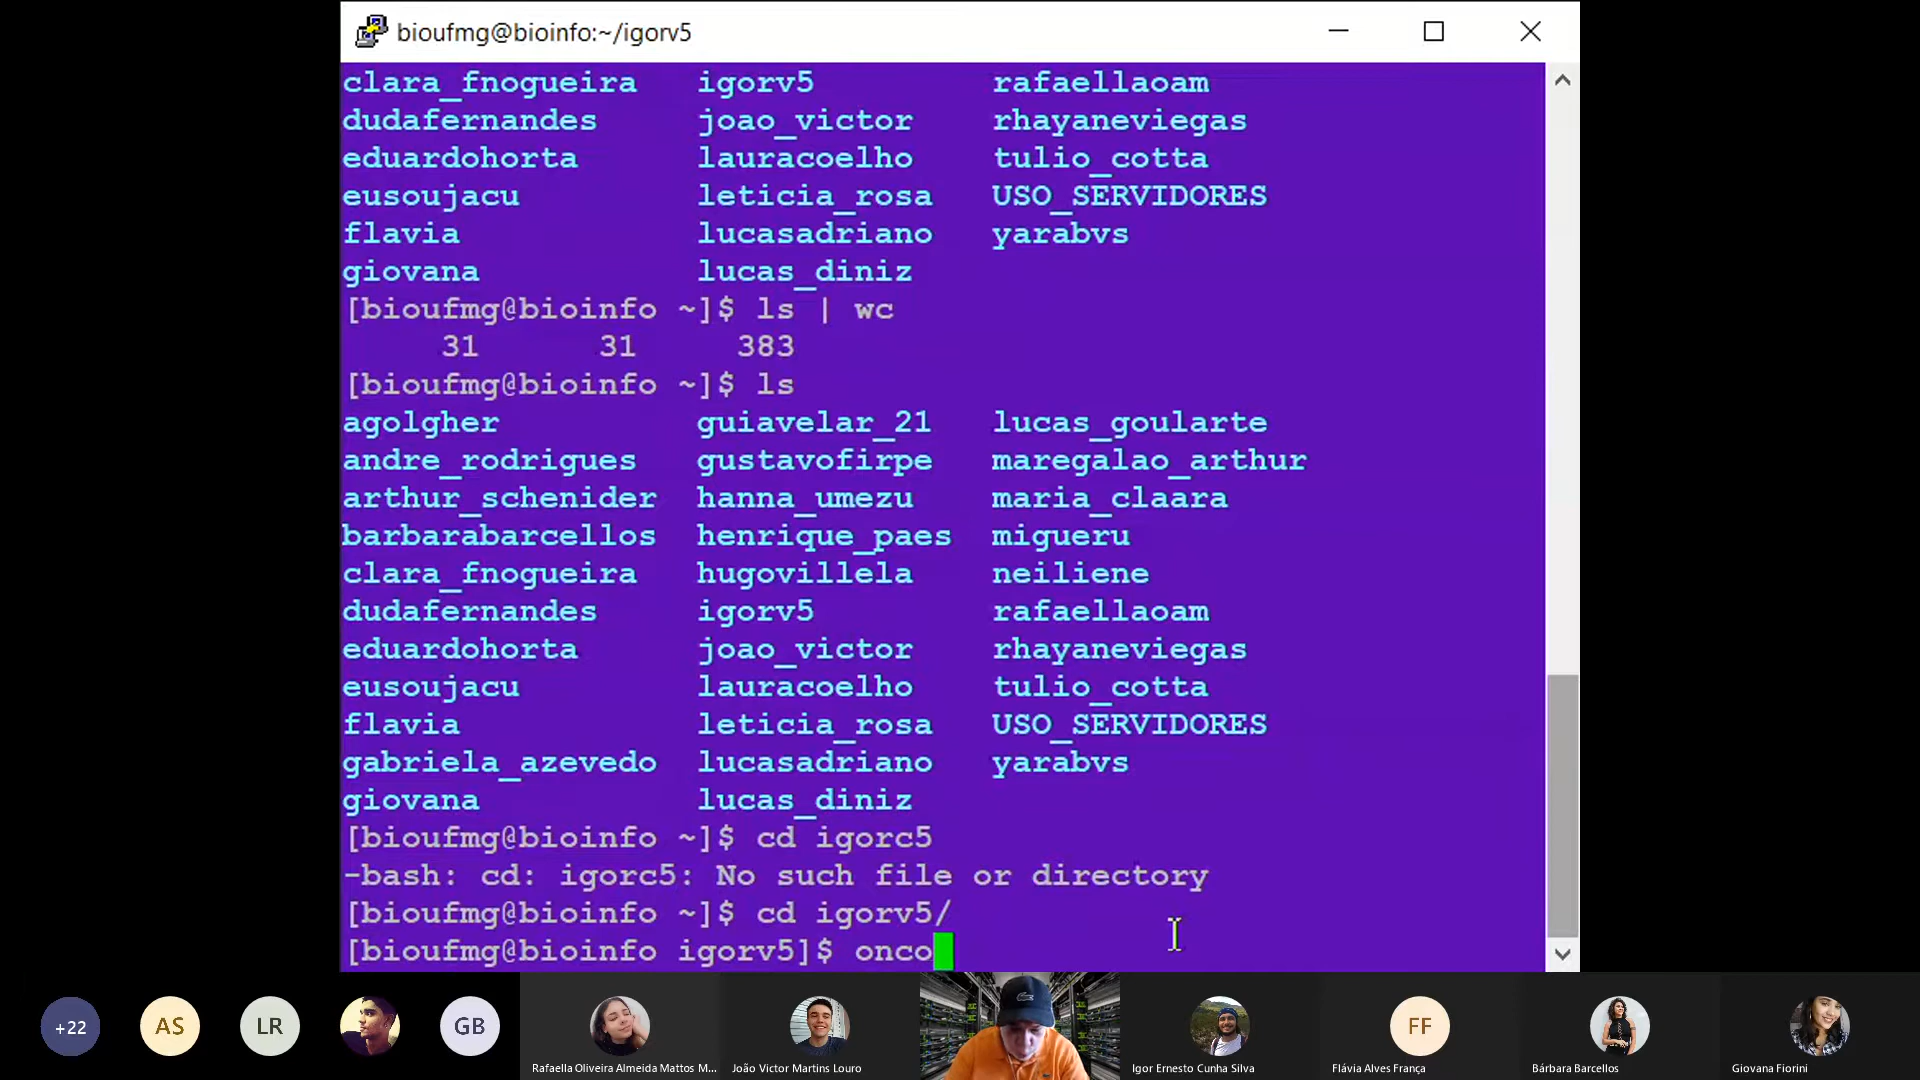 bioufmg@bioinfo:~/igorv5
clara_fnogueira igorv5 rafaellaoam
dudafernandes joao_victor rhayaneviegas
eduardohorta lauracoelho tulio_cotta
eusoujacu leticia_rosa USO_SERVIDORES
flavia lucasadriano yarabvs
giovana lucas_diniz
[bioufmg@bioinfo ~]$ ls | wc
31 31 383
[bioufmg@bioinfo ~]$ ls
agolgher guiavelar_21 lucas_goularte
andre_rodrigues gustavofirpe maregalao_arthur
arthur_schenider hanna_umezu maria_claara
barbarabarcellos henrique_paes migueru
clara_fnogueira hugovillela neiliene
dudafernandes igorv5 rafaellaoam
eduardohorta joao_victor rhayaneviegas
eusoujacu lauracoelho tulio_cotta
flavia leticia_rosa USO_SERVIDORES
gabriela_azevedo lucasadriano yarabvs
giovana lucas_diniz
[bioufmg@bioinfo ~]$ cd igorc5
-bash: cd: igorc5: No such file or directory
[bioufmg@bioinfo ~]$ cd igorv5/
[bioufmg@bioinfo igorv5]$ onco
+22 AS LR GB FF
Rafaella Oliveira Almeida Mattos M... João Victor Martins Louro Igor Ernesto Cunha Silva Flávia Alves França Bárbara Barcellos Giovana Fiorini